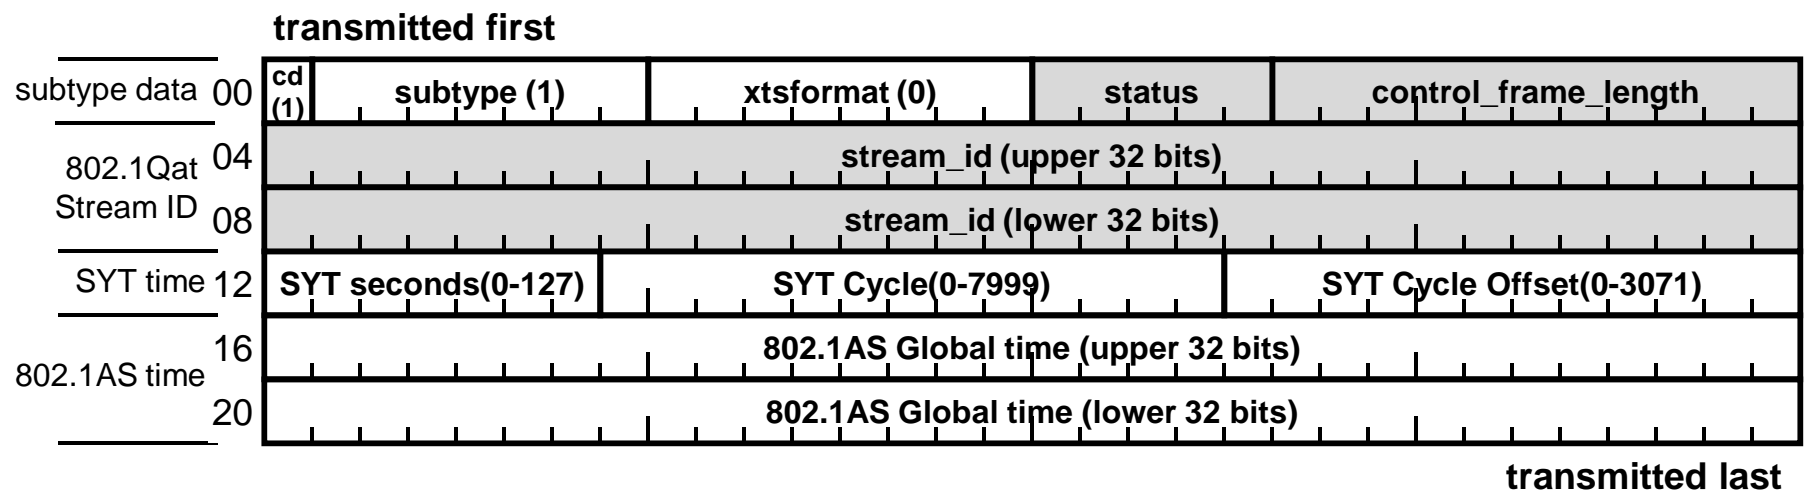 transmitted first
subtype data 00 cd (1) subtype (1) xtsformat (0) status control_frame_length
802.1Qat Stream ID
04 stream_id (upper 32 bits)
08 stream_id (lower 32 bits)
SYT time 12 SYT seconds(0-127) SYT Cycle(0-7999) SYT Cycle Offset(0-3071)
802.1AS time
16 802.1AS Global time (upper 32 bits)
20 802.1AS Global time (lower 32 bits)
transmitted last